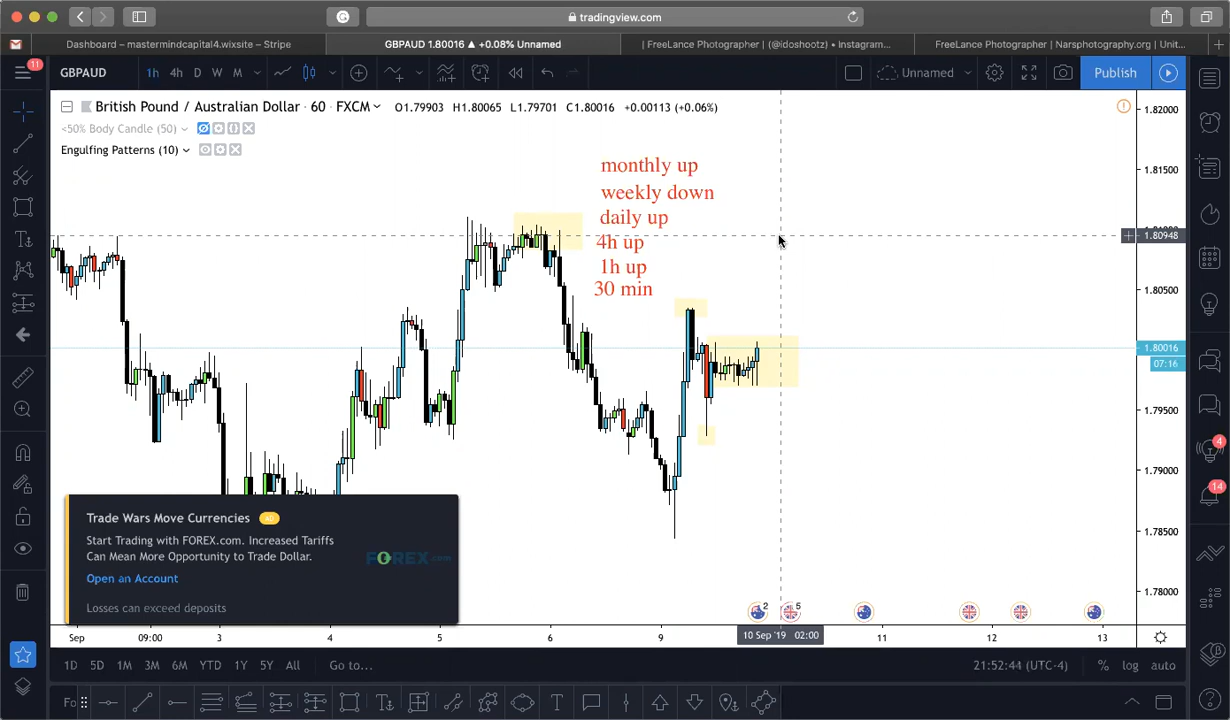 tradingview.com
Dashboard – mastermindcapital4.wixsite – Stripe
GBPAUD 1.80016 ▲ +0.08% Unnamed
| FreeLance Photographer | (@idoshootz) • Instagram...
FreeLance Photographer | Narsphotography.org | Unit...
11
GBPAUD
1h 4h D W M
Unnamed
Publish
British Pound / Australian Dollar · 60 · FXCM
O1.79903 H1.80065 L1.79701 C1.80016 +0.00113 (+0.06%)
<50% Body Candle (50)
Engulfing Patterns (10)
monthly up
weekly down
daily up
4h up
1h up
30 min
1.82000
1.81500
1.80948
1.80500
1.80016
07:16
1.79500
1.79000
1.78500
1.78000
4
14
Trade Wars Move Currencies
AD
Start Trading with FOREX.com. Increased Tariffs
Can Mean More Opportunity to Trade Dollar.
FOREX.com
Open an Account
Losses can exceed deposits
2
5
Sep 09:00 3 4 5 6 9 10 Sep '19 02:00 11 12 13
1D 5D 1M 3M 6M YTD 1Y 5Y All Go to...
21:52:44 (UTC-4) % log auto
Fo